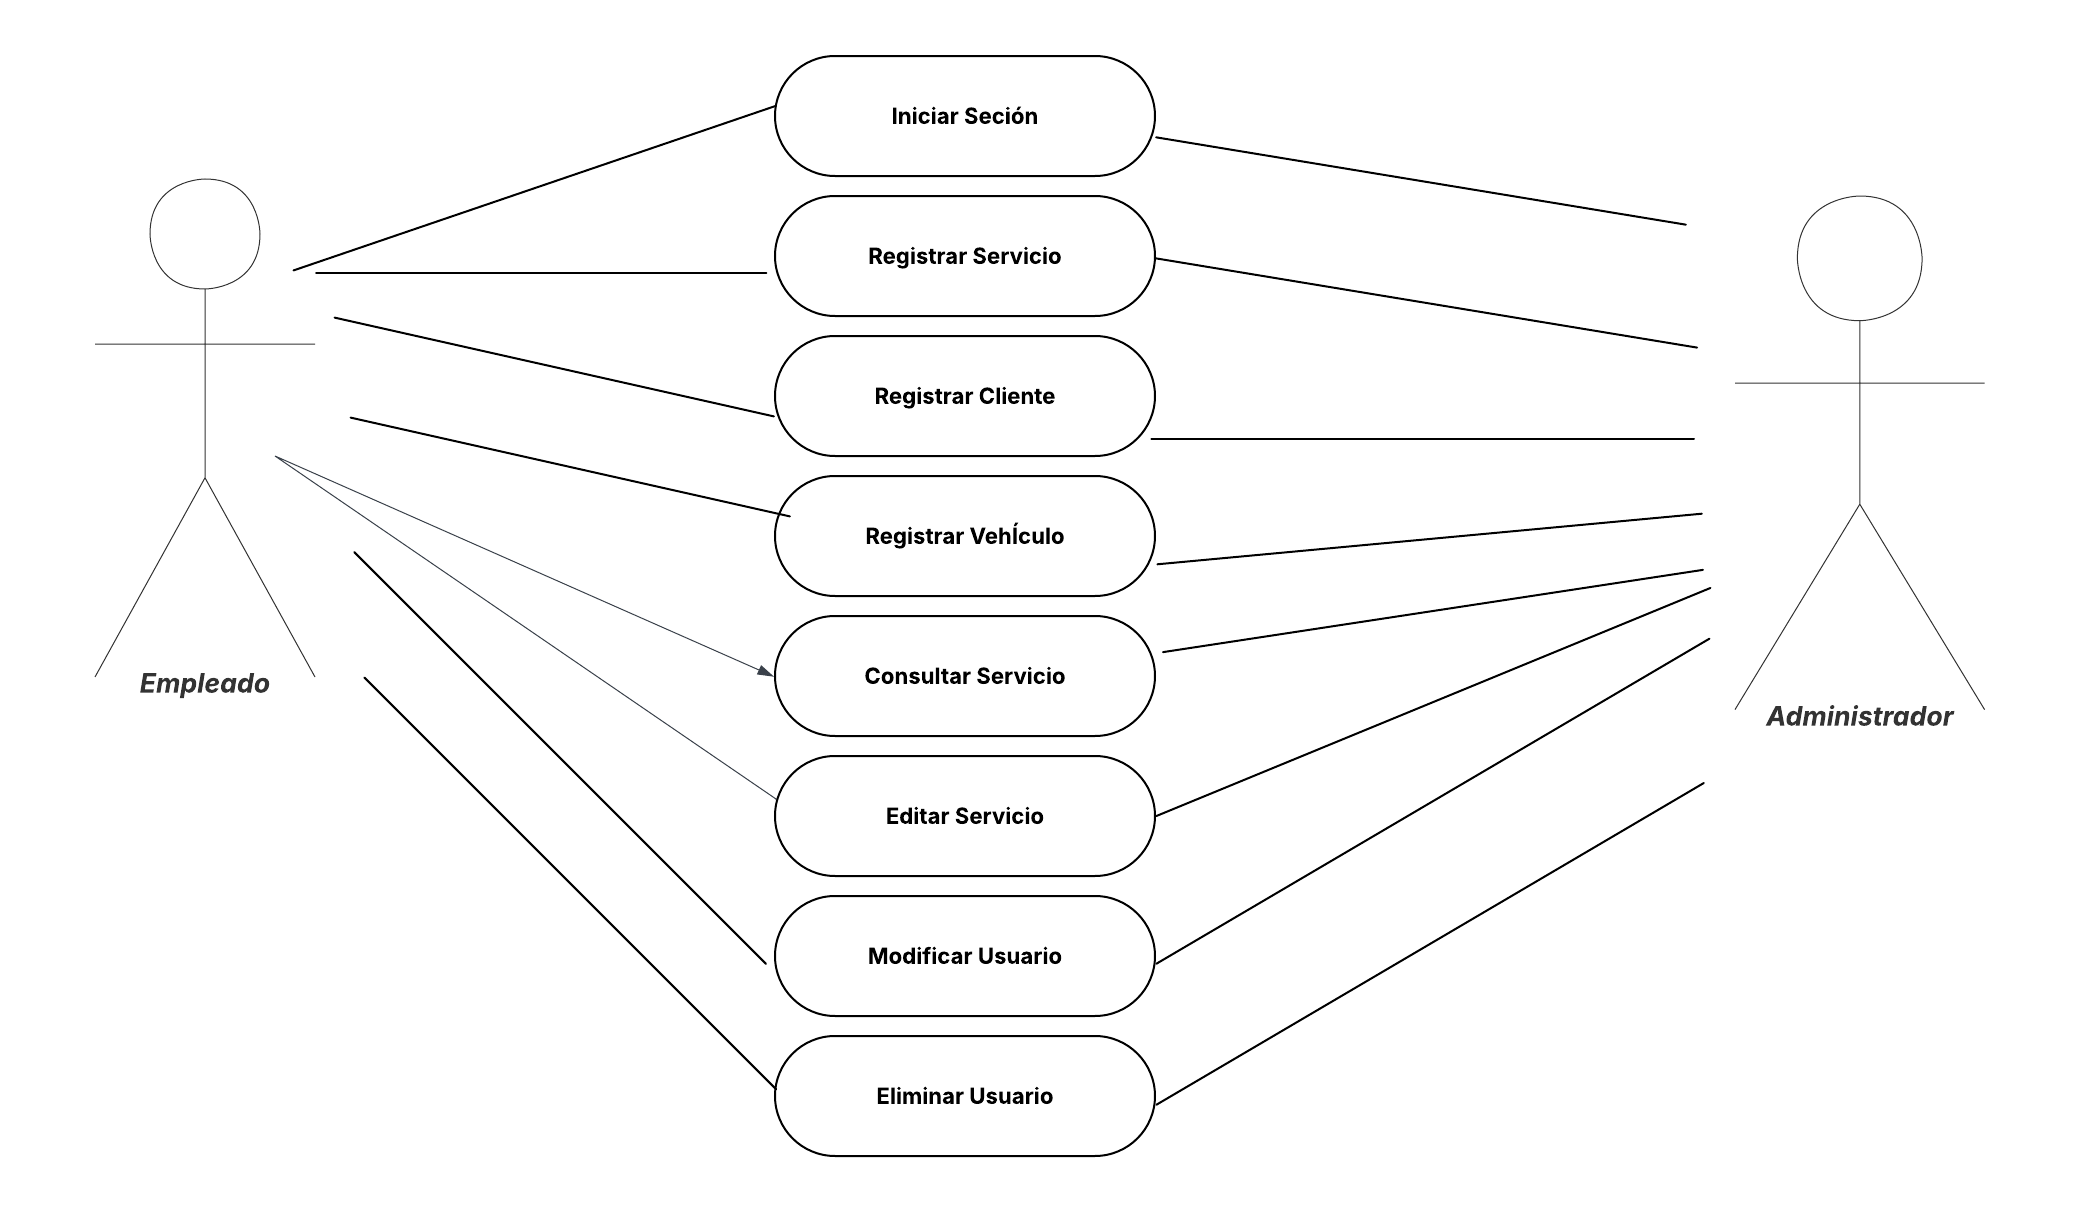 Iniciar Seción
Registrar Servicio
Registrar Cliente
Registrar VehÍculo
Consultar Servicio
Empleado
Administrador
Editar Servicio
Modificar Usuario
Eliminar Usuario